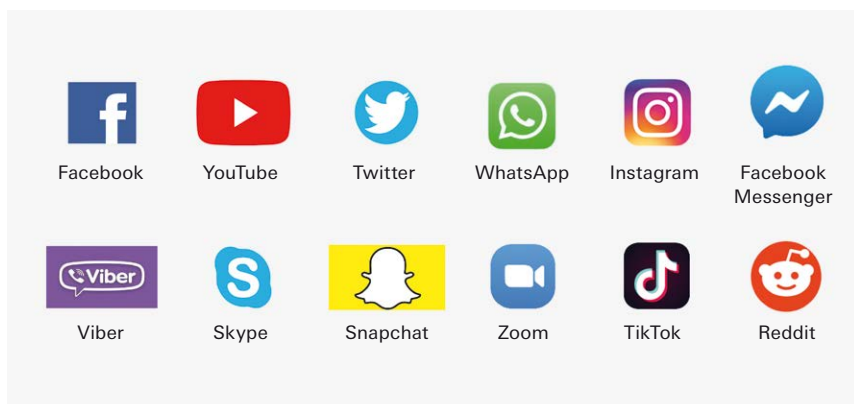 Facebook
YouTube
Twitter
WhatsApp
Instagram
Facebook
Messenger
Viber
Viber
Skype
Snapchat
Zoom
TikTok
Reddit